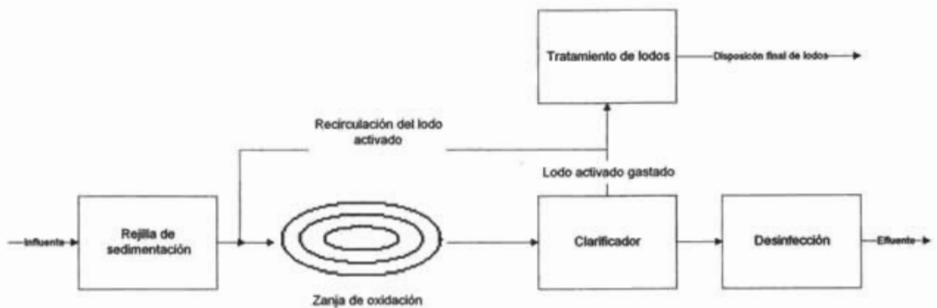 Tratamiento de lodos
Disposicón final de lodos
Recirculación del lodo
activado
Lodo activado gastado
Influente
Rejilla de
sedimentación
Clarificador
Desinfección
Efluente
Zanja de oxidación